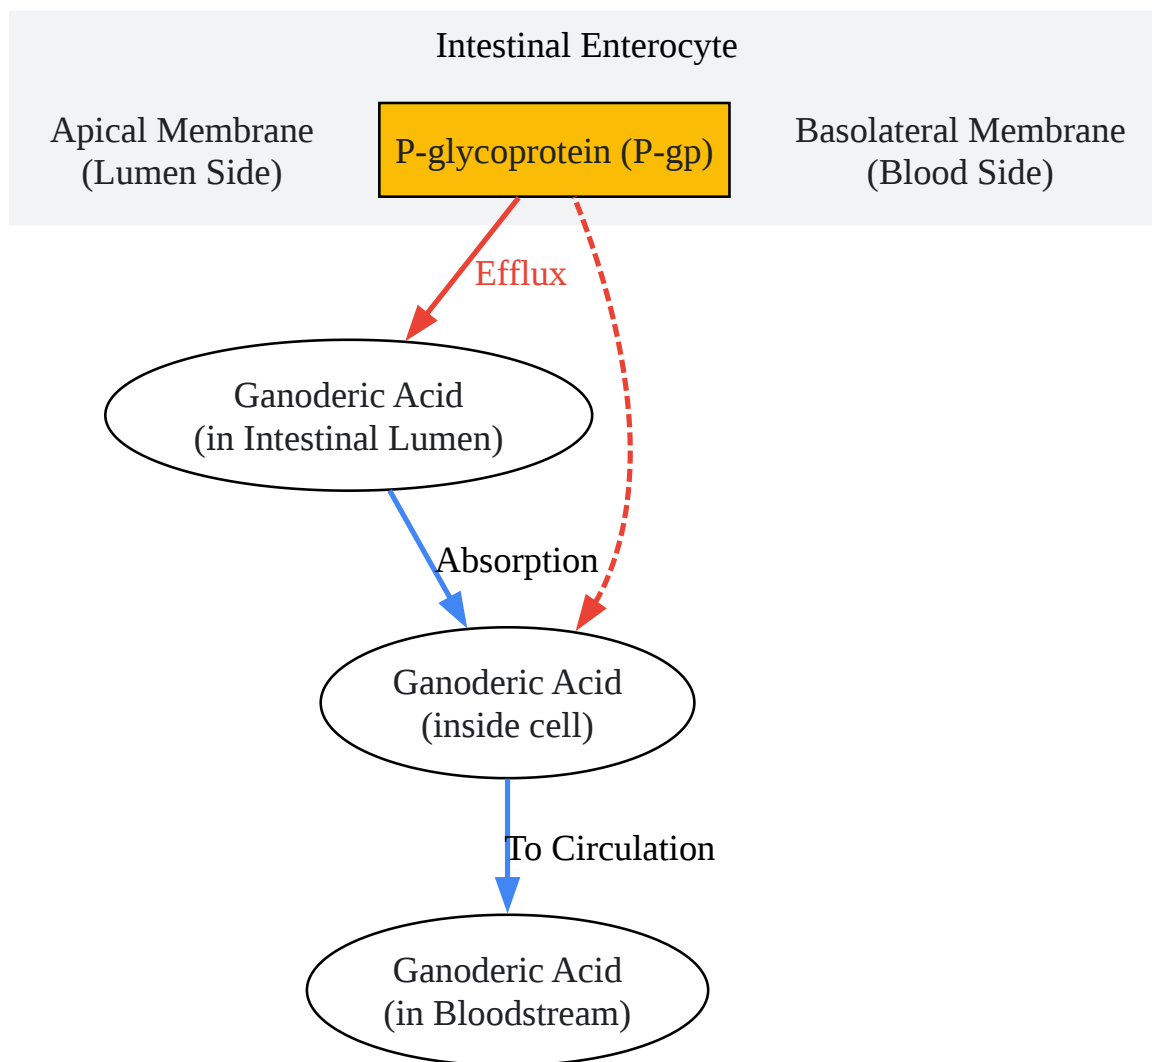 Intestinal Enterocyte
Apical Membrane
(Lumen Side)
P-glycoprotein (P-gp)
Basolateral Membrane
(Blood Side)
Efflux
Ganoderic Acid
(in Intestinal Lumen)
Absorption
Ganoderic Acid
(inside cell)
To Circulation
Ganoderic Acid
(in Bloodstream)